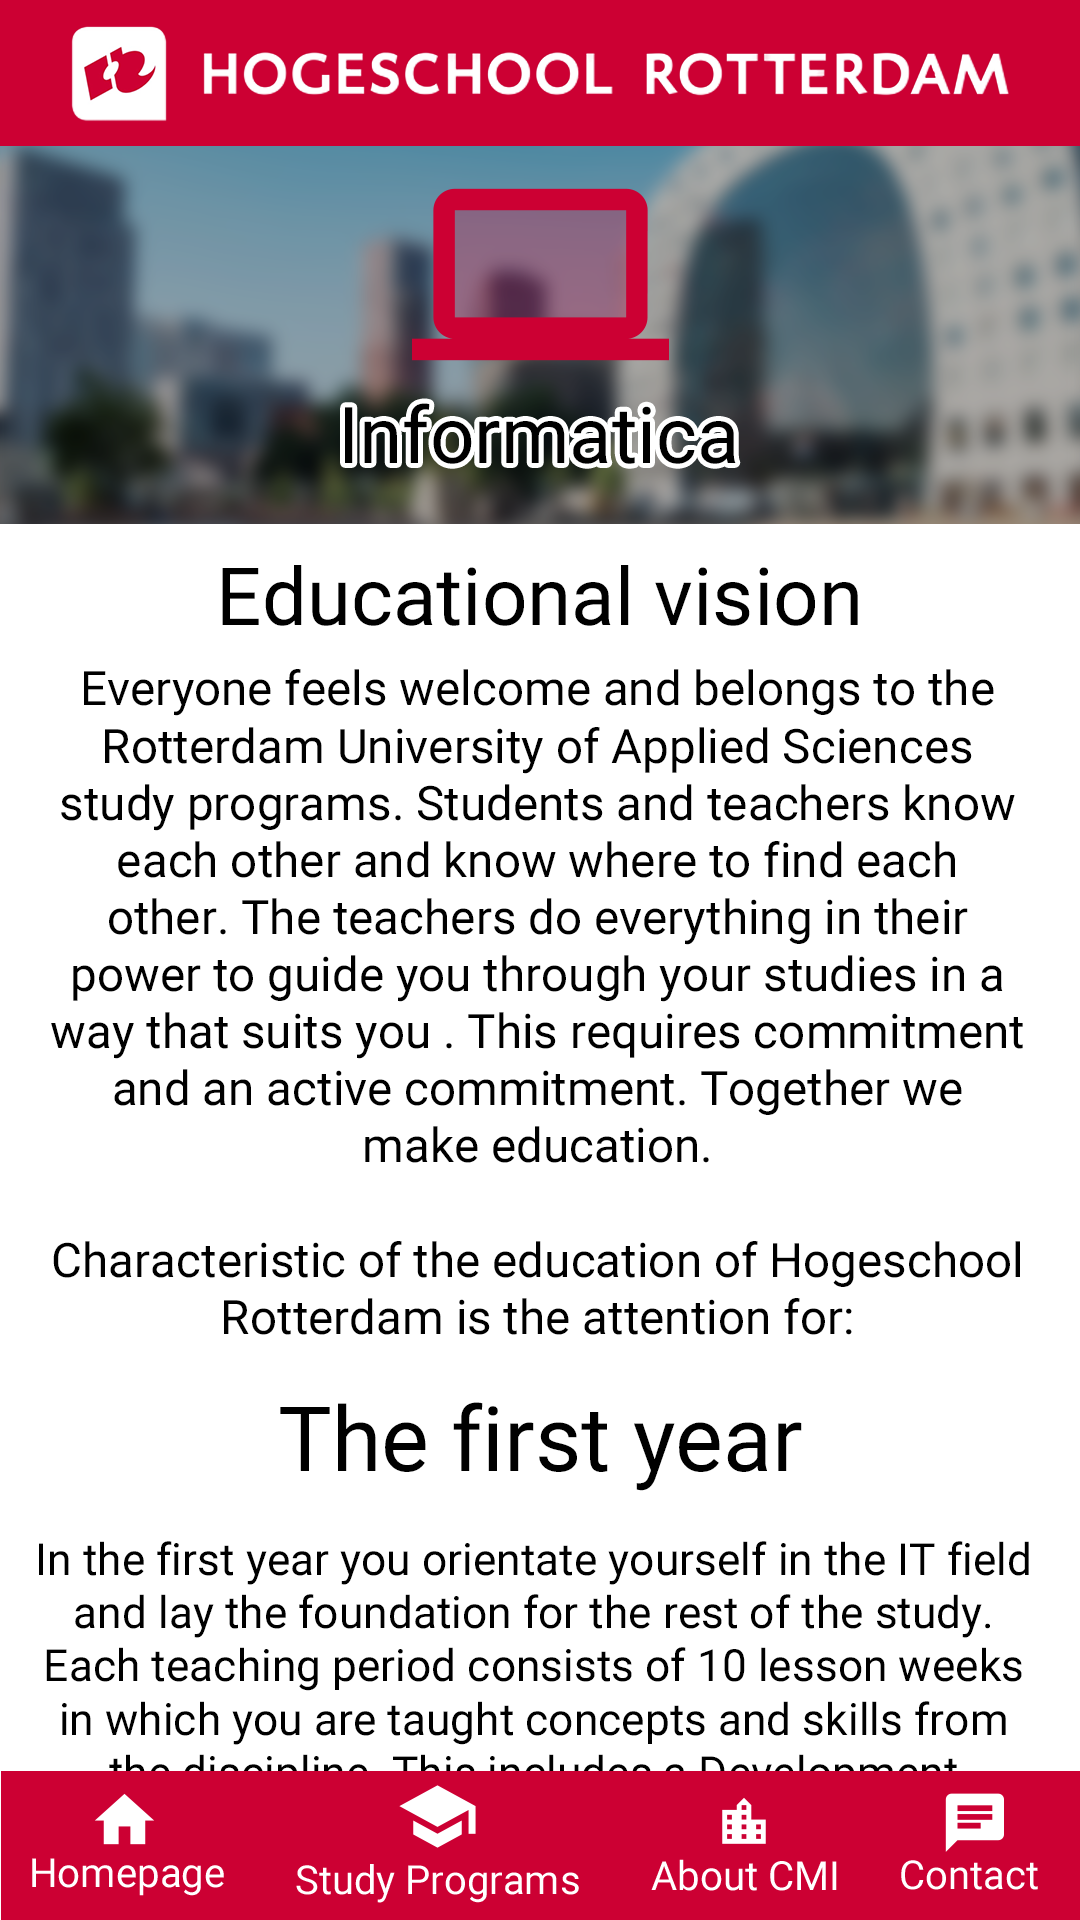 HOGESCHOOL ROTTERDAM
Informatica
Educational vision
Everyone feels welcome and belongs to the
Rotterdam University of Applied Sciences
study programs. Students and teachers know
each other and know where to find each
other. The teachers do everything in their
power to guide you through your studies in a
way that suits you . This requires commitment
and an active commitment. Together we
make education.
Characteristic of the education of Hogeschool
Rotterdam is the attention for:
The first year
In the first year you orientate yourself in the IT field
and lay the foundation for the rest of the study.
Each teaching period consists of 10 lesson weeks
in which you are taught concepts and skills from
the discipline. This includes a Development
Homepage
Study Programs
About CMI
Contact